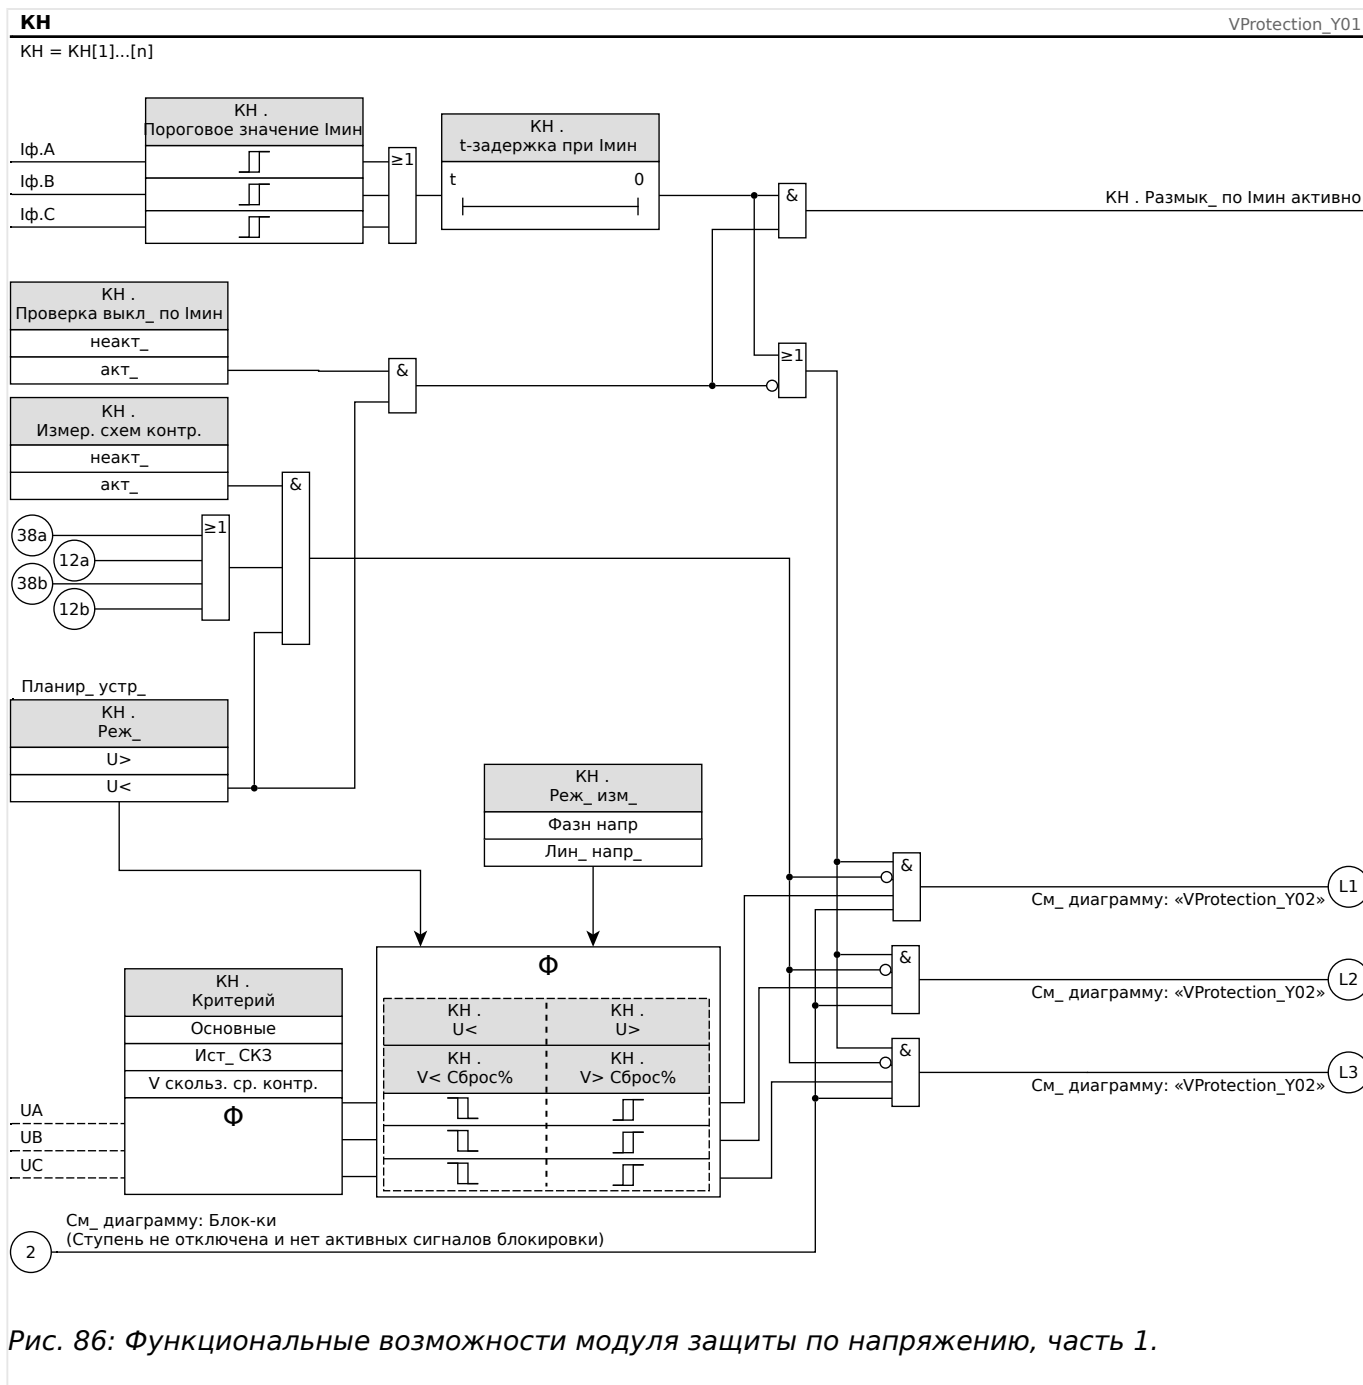 КН
VProtection_Y01
КН = КН[1]...[n]
КН .
Пороговое значение Iмин
Iф.A
Iф.B
Iф.C
≥1
КН .
t-задержка при Iмин
t 0
&
КН . Размык_ по Iмин активно
КН .
Проверка выкл_ по Iмин
неакт_
акт_
&
≥1
КН .
Измер. схем контр.
неакт_
акт_
&
38a
12a
38b
12b
≥1
Планир_ устр_
КН .
Реж_
U>
U<
КН .
Реж_ изм_
Фазн напр
Лин_ напр_
&
L1
См_ диаграмму: «VProtection_Y02»
&
L2
См_ диаграмму: «VProtection_Y02»
&
L3
См_ диаграмму: «VProtection_Y02»
КН .
Критерий
Основные
Ист_ СКЗ
V скольз. ср. контр.
Ф
UA
UB
UC
Ф
КН .
U<
КН .
U>
КН .
V< Сброс%
КН .
V> Сброс%
2
См_ диаграмму: Блок-ки
(Ступень не отключена и нет активных сигналов блокировки)
Рис. 86: Функциональные возможности модуля защиты по напряжению, часть 1.